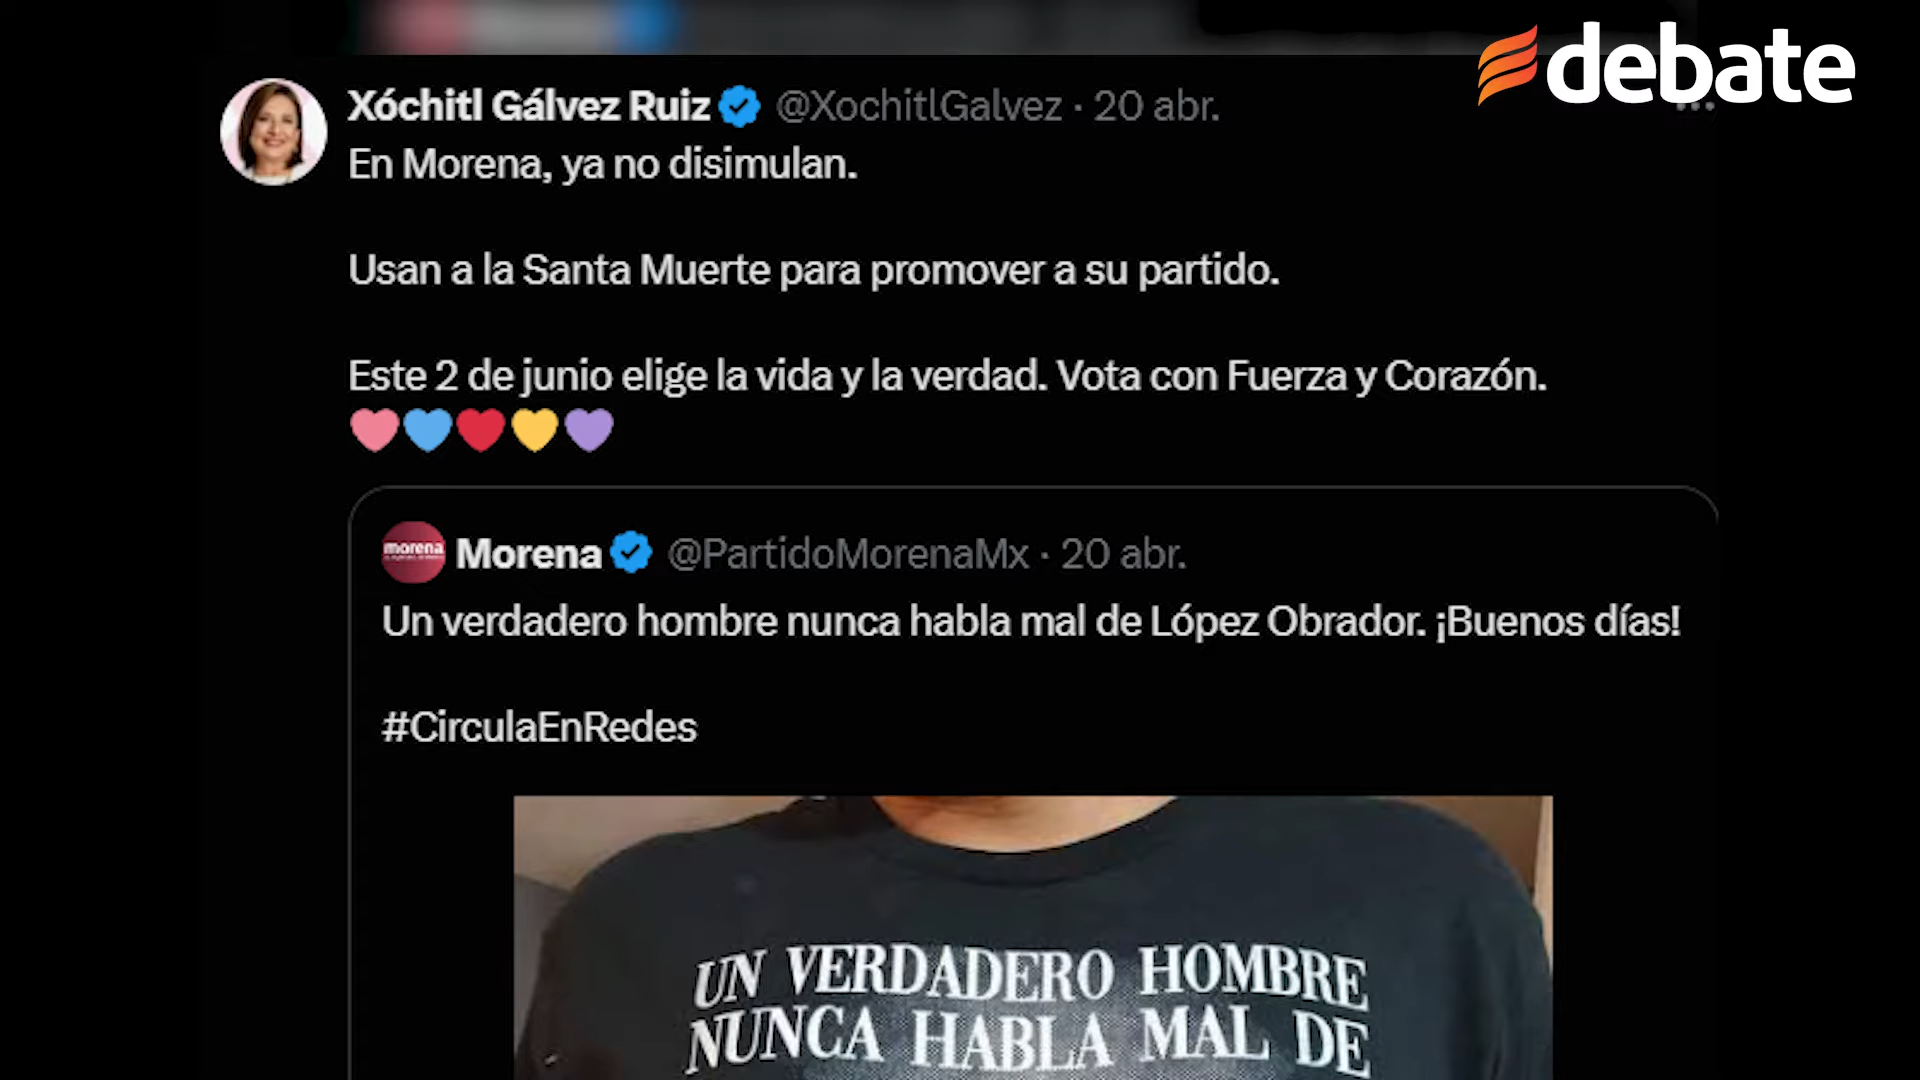 debate
Xóchitl Gálvez Ruiz @XochitlGalvez · 20 abr.
En Morena, ya no disimulan.
Usan a la Santa Muerte para promover a su partido.
Este 2 de junio elige la vida y la verdad. Vota con Fuerza y Corazón.
morena
Morena @PartidoMorenaMx · 20 abr.
Un verdadero hombre nunca habla mal de López Obrador. ¡Buenos días!
#CirculaEnRedes
UN VERDADERO HOMBRE
NUNCA HABLA MAL DE